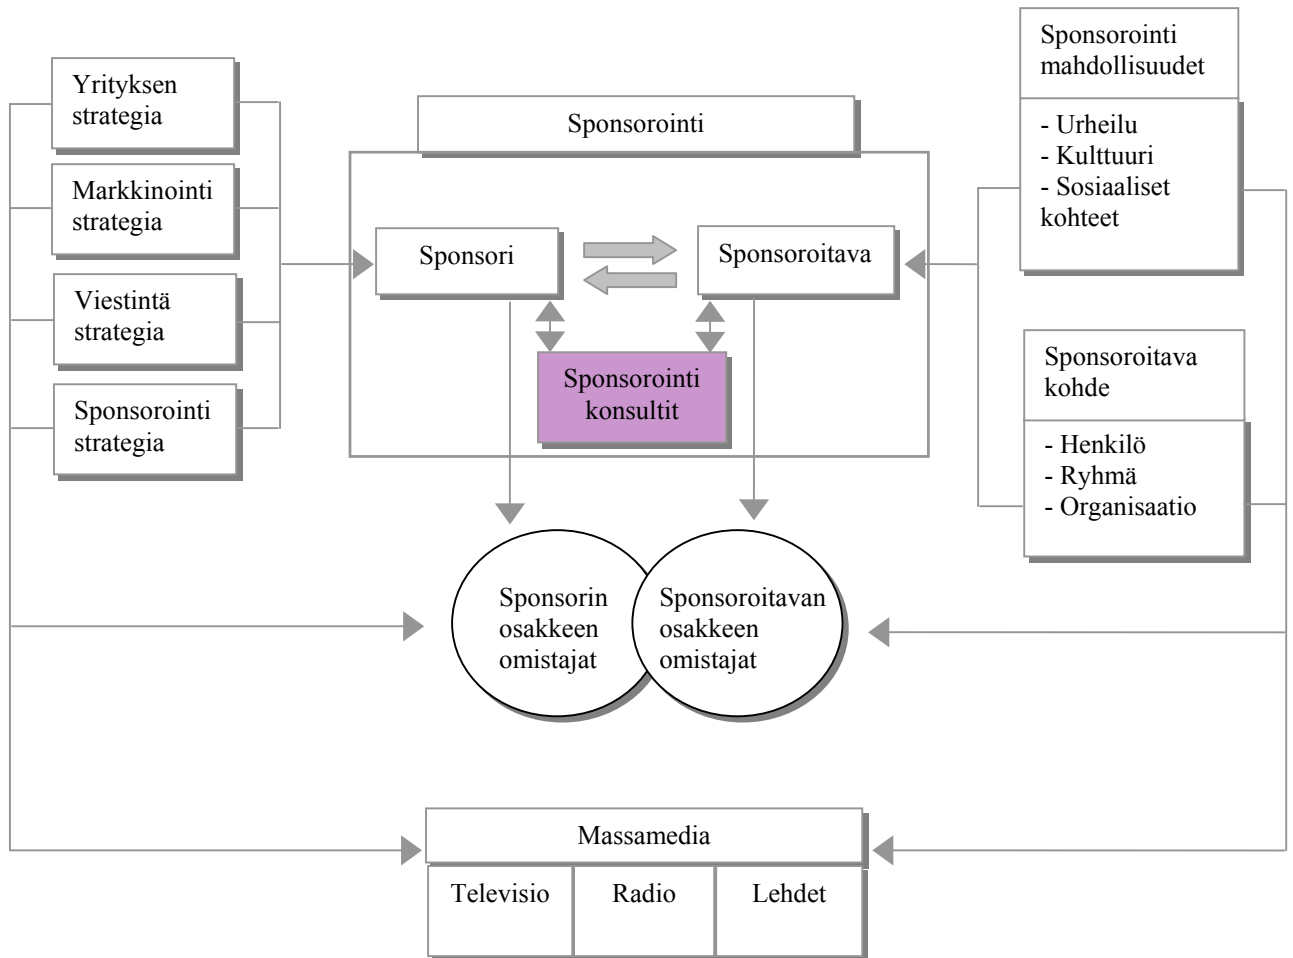 Yrityksen
strategia
Markkinointi
strategia
Viestintä
strategia
Sponsorointi
strategia
Sponsorointi
Sponsori
Sponsoroitava
Sponsorointi
konsultit
Sponsorointi
mahdollisuudet
- Urheilu
- Kulttuuri
- Sosiaaliset
kohteet
Sponsoroitava
kohde
- Henkilö
- Ryhmä
- Organisaatio
Sponsorin
osakkeen
omistajat
Sponsoroitavan
osakkeen
omistajat
Massamedia
Televisio
Radio
Lehdet